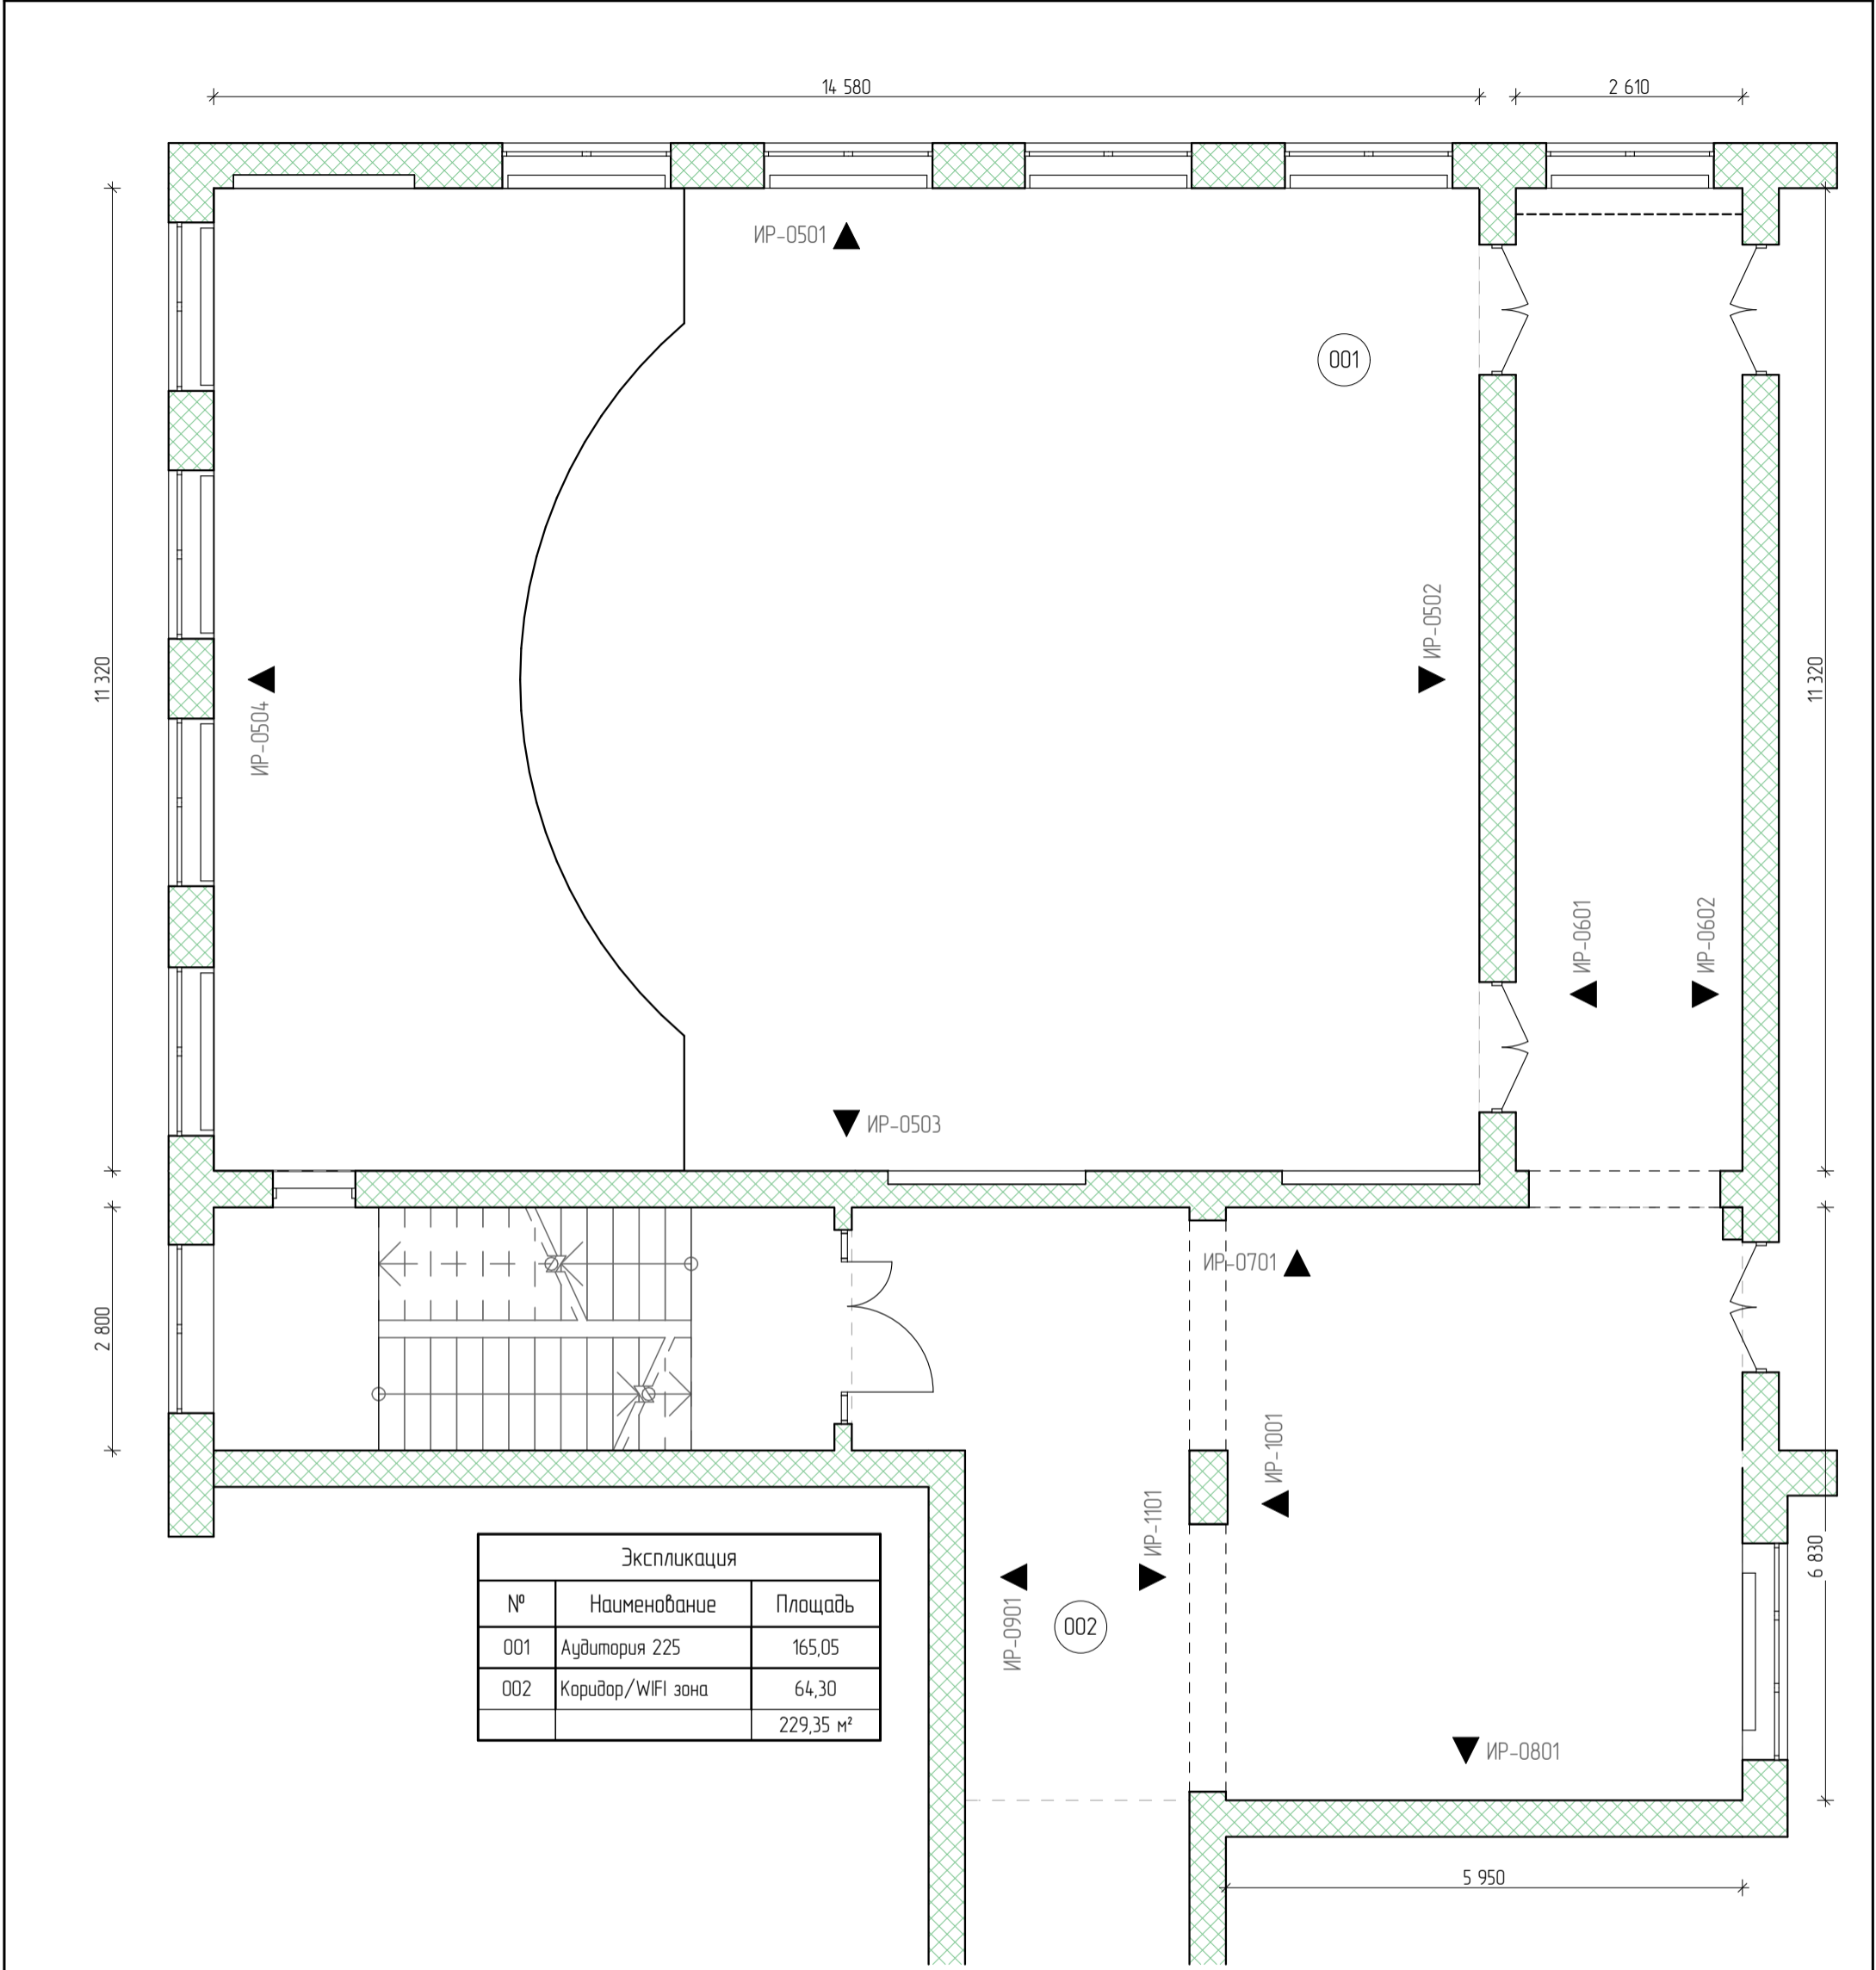 14 580
2 610
ИР-0501
001
11 320
ИР-0502
11 320
ИР-0504
ИР-0601
ИР-0602
ИР-0503
ИР-0701
2 800
ИР-1001
ИР-1101
Экспликация
№ Наименование Площадь
001 Аудитория 225 165,05
002 Коридор/WIFI зона 64,30
229,35 м²
ИР-0901
002
6 830
ИР-0801
5 950